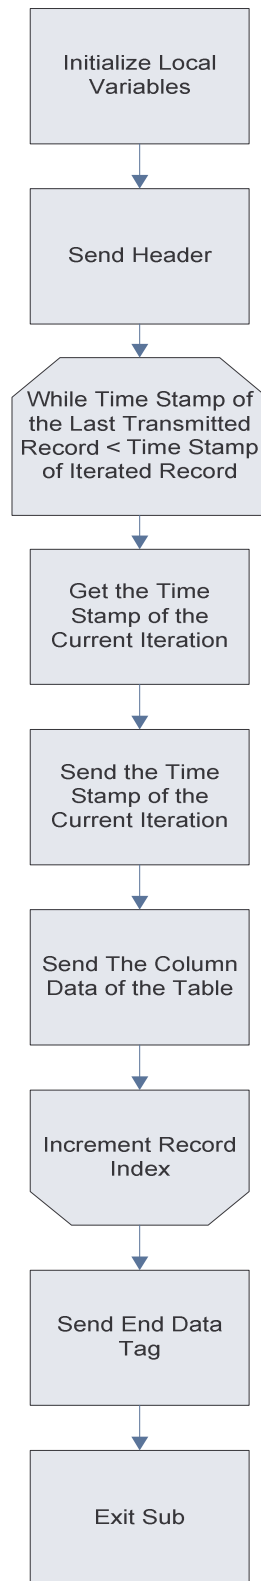 Initialize Local
Variables
Send Header
While Time Stamp of
the Last Transmitted
Record < Time Stamp
of Iterated Record
Get the Time
Stamp of the
Current Iteration
Send the Time
Stamp of the
Current Iteration
Send The Column
Data of the Table
Increment Record
Index
Send End Data
Tag
Exit Sub